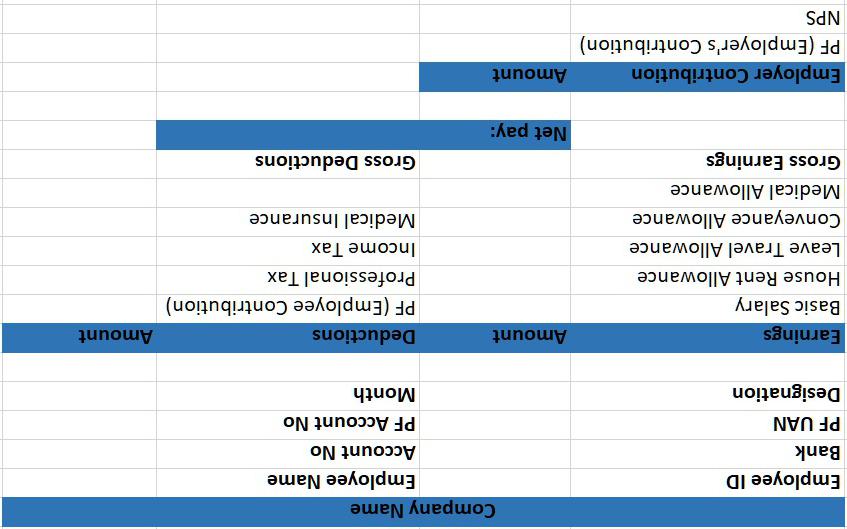 Company Name
Employee ID Employee Name
Bank Account No
PF UAN PF Account No
Designation Month
Earnings Amount Deductions Amount
Basic Salary PF (Employee Contribution)
House Rent Allowance Professional Tax
Leave Travel Allowance Income Tax
Conveyance Allowance Medical Insurance
Medical Allowance
Gross Earnings Gross Deductions
Net pay:
Employer Contribution Amount
PF (Employer's Contribution)
NPS